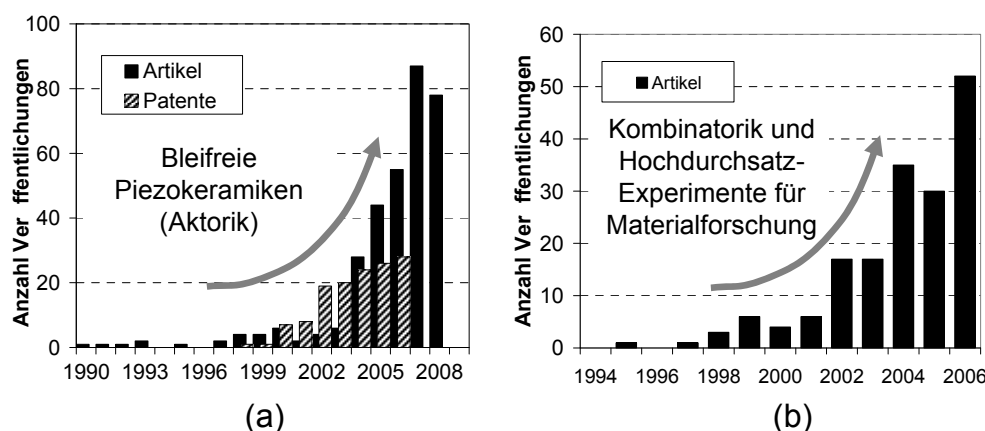 (a)
100
80
60
40
20
0
Anzahl Ver ffentlichungen
Artikel
Patente
Bleifreie
Piezokeramiken
(Aktorik)
1990 1993 1996 1999 2002 2005 2008
(a)
60
50
40
30
20
10
0
Anzahl Ver ffentlichungen
Artikel
Kombinatorik und
Hochdurchsatz-
Experimente für
Materialforschung
1994 1996 1998 2000 2002 2004 2006
(b)